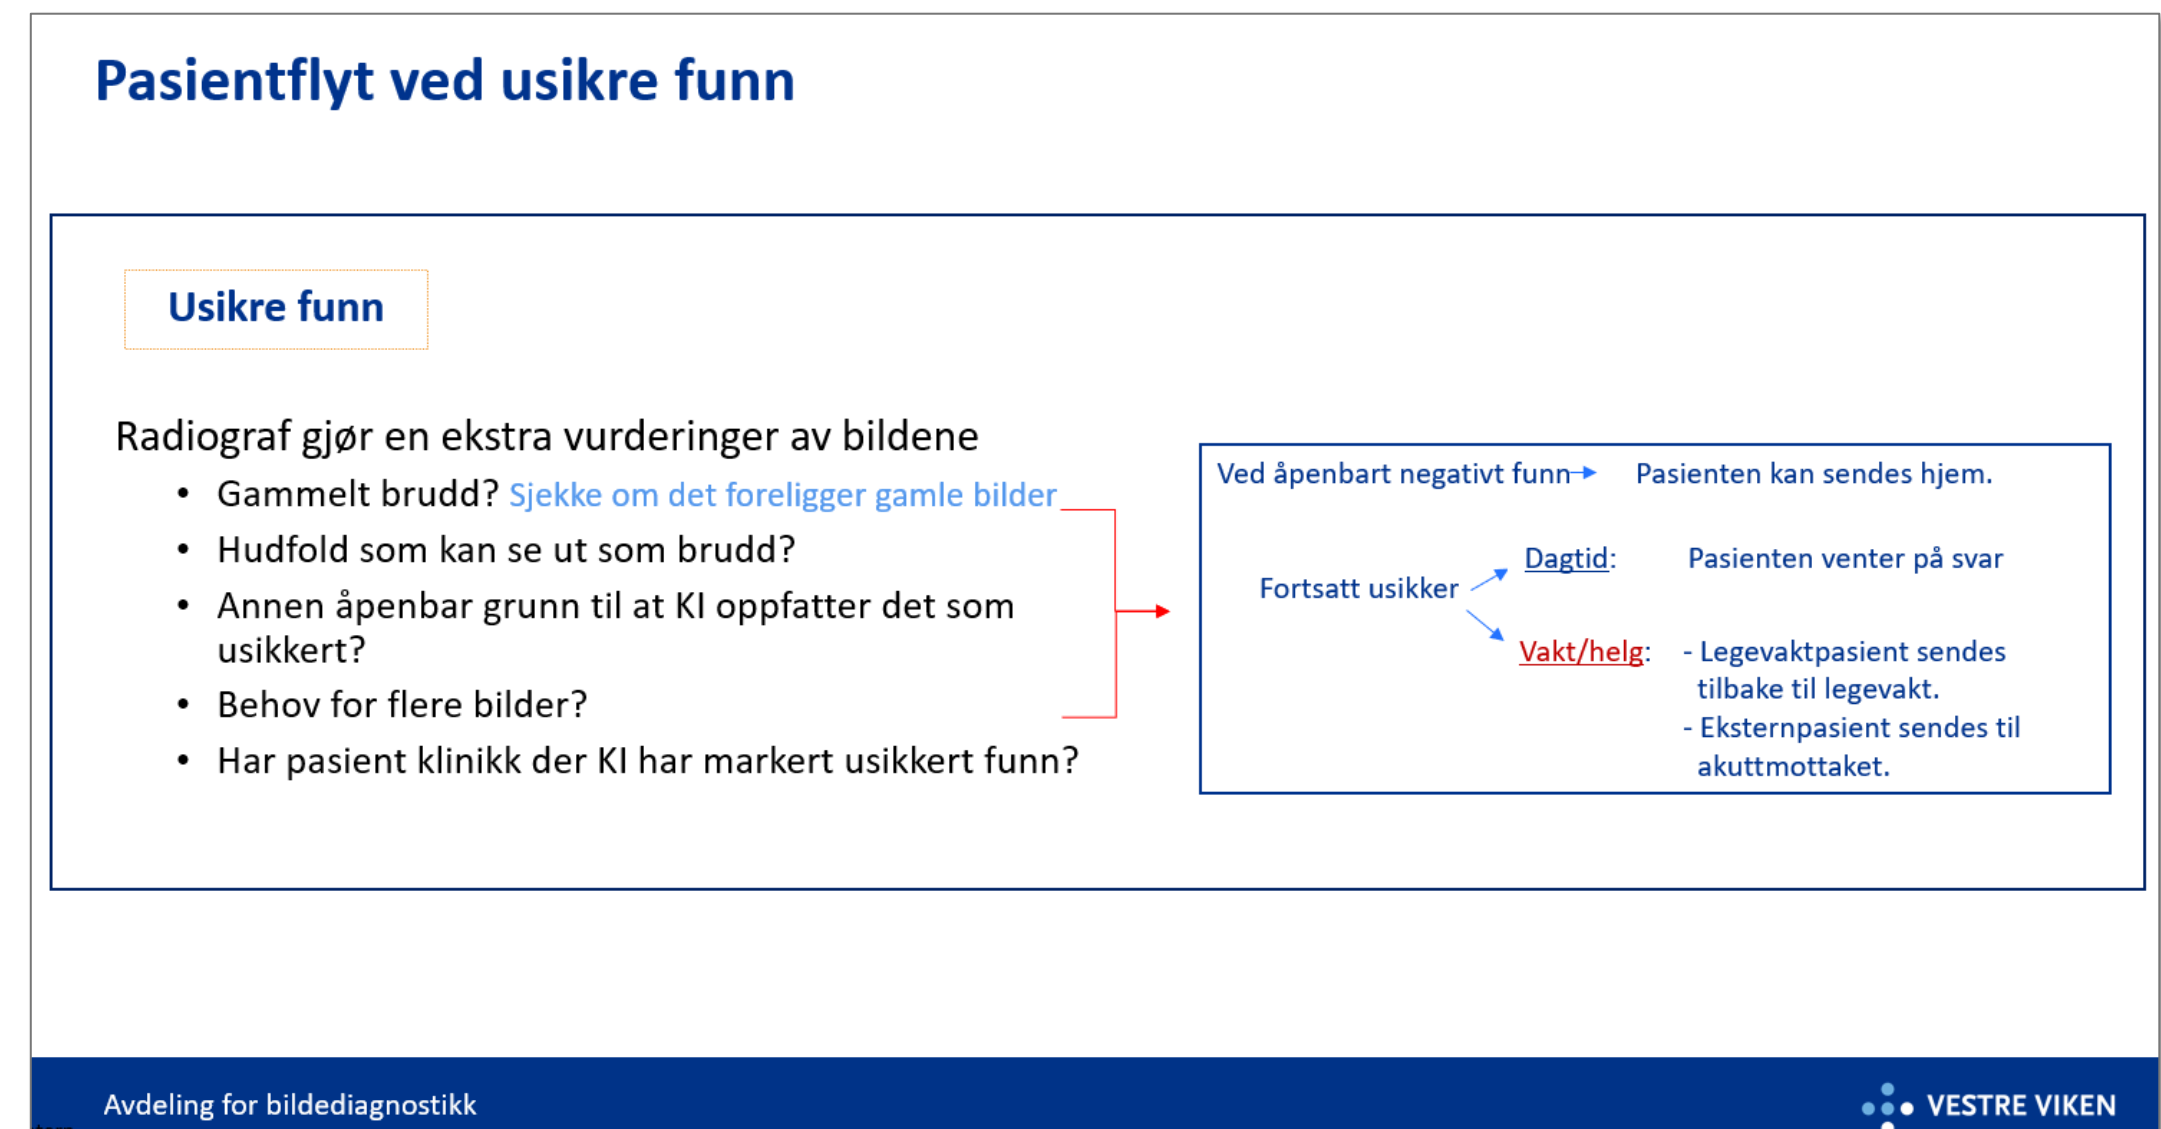 Pasientflyt ved usikre funn
Usikre funn
Radiograf gjør en ekstra vurderinger av bildene
• Gammelt brudd? Sjekke om det foreligger gamle bilder
• Hudfold som kan se ut som brudd?
• Annen åpenbar grunn til at KI oppfatter det som
usikkert?
• Behov for flere bilder?
• Har pasient klinikk der KI har markert usikkert funn?
Ved åpenbart negativt funn Pasienten kan sendes hjem.
Fortsatt usikker
Dagtid: Pasienten venter på svar
Vakt/helg: - Legevaktpasient sendes
tilbake til legevakt.
- Eksternpasient sendes til
akuttmottaket.
Avdeling for bildediagnostikk
VESTRE VIKEN